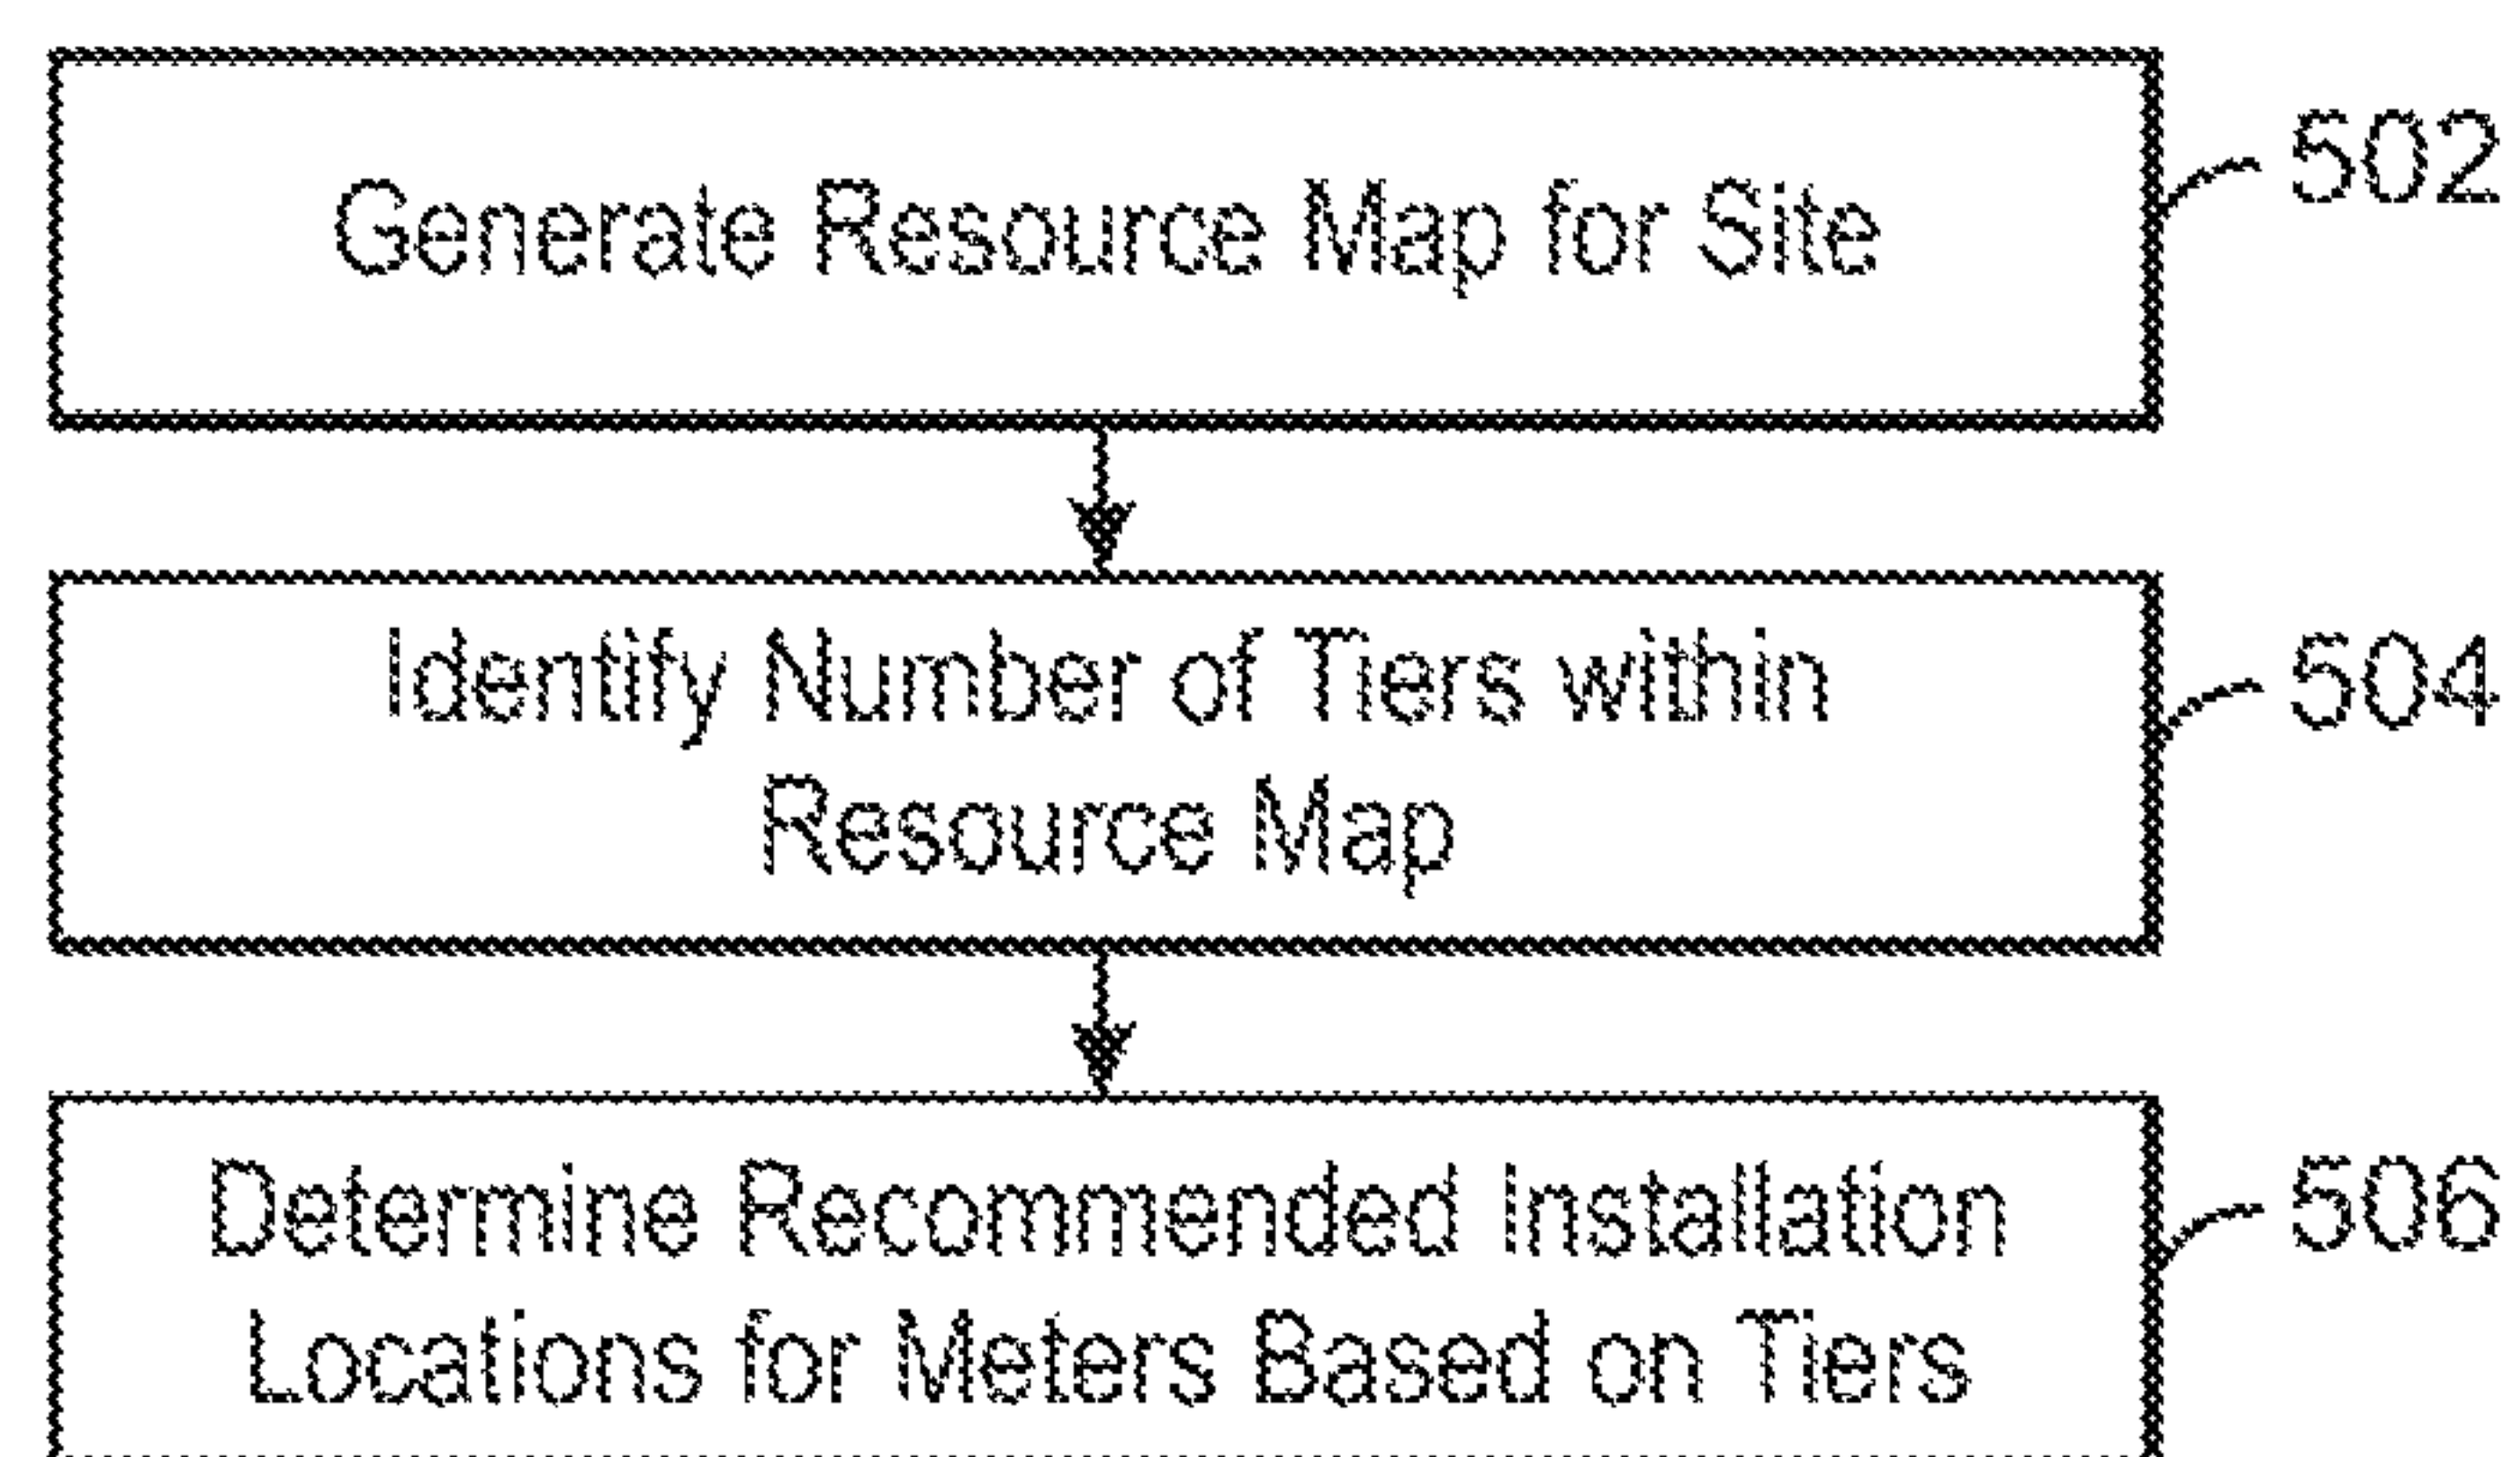 Generate Resource Map for Site
502
Identify Number of Tiers within
Resource Map
504
Determine Recommended Installation
Locations for Meters Based on Tiers
506